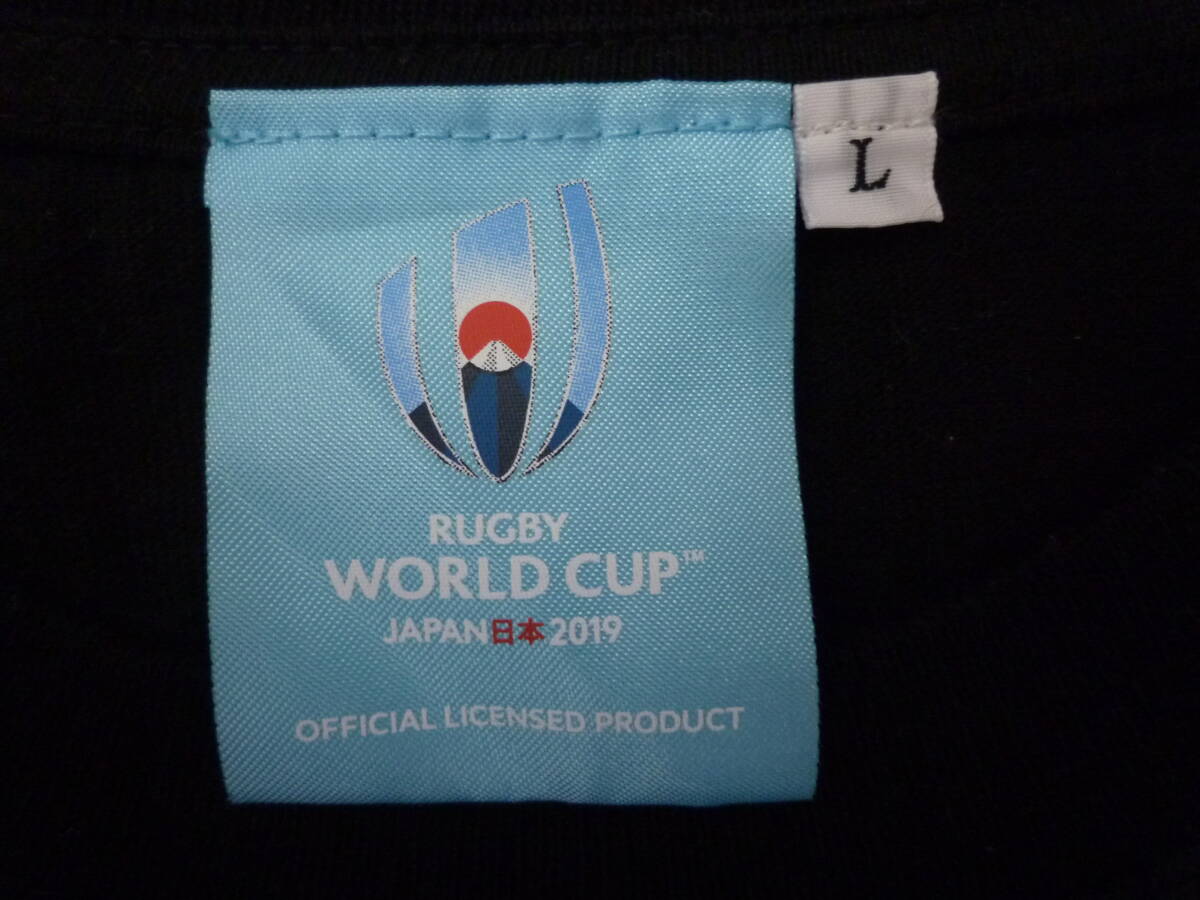 L
RUGBY
WORLD CUP™
JAPAN日本2019
OFFICIAL LICENSED PRODUCT